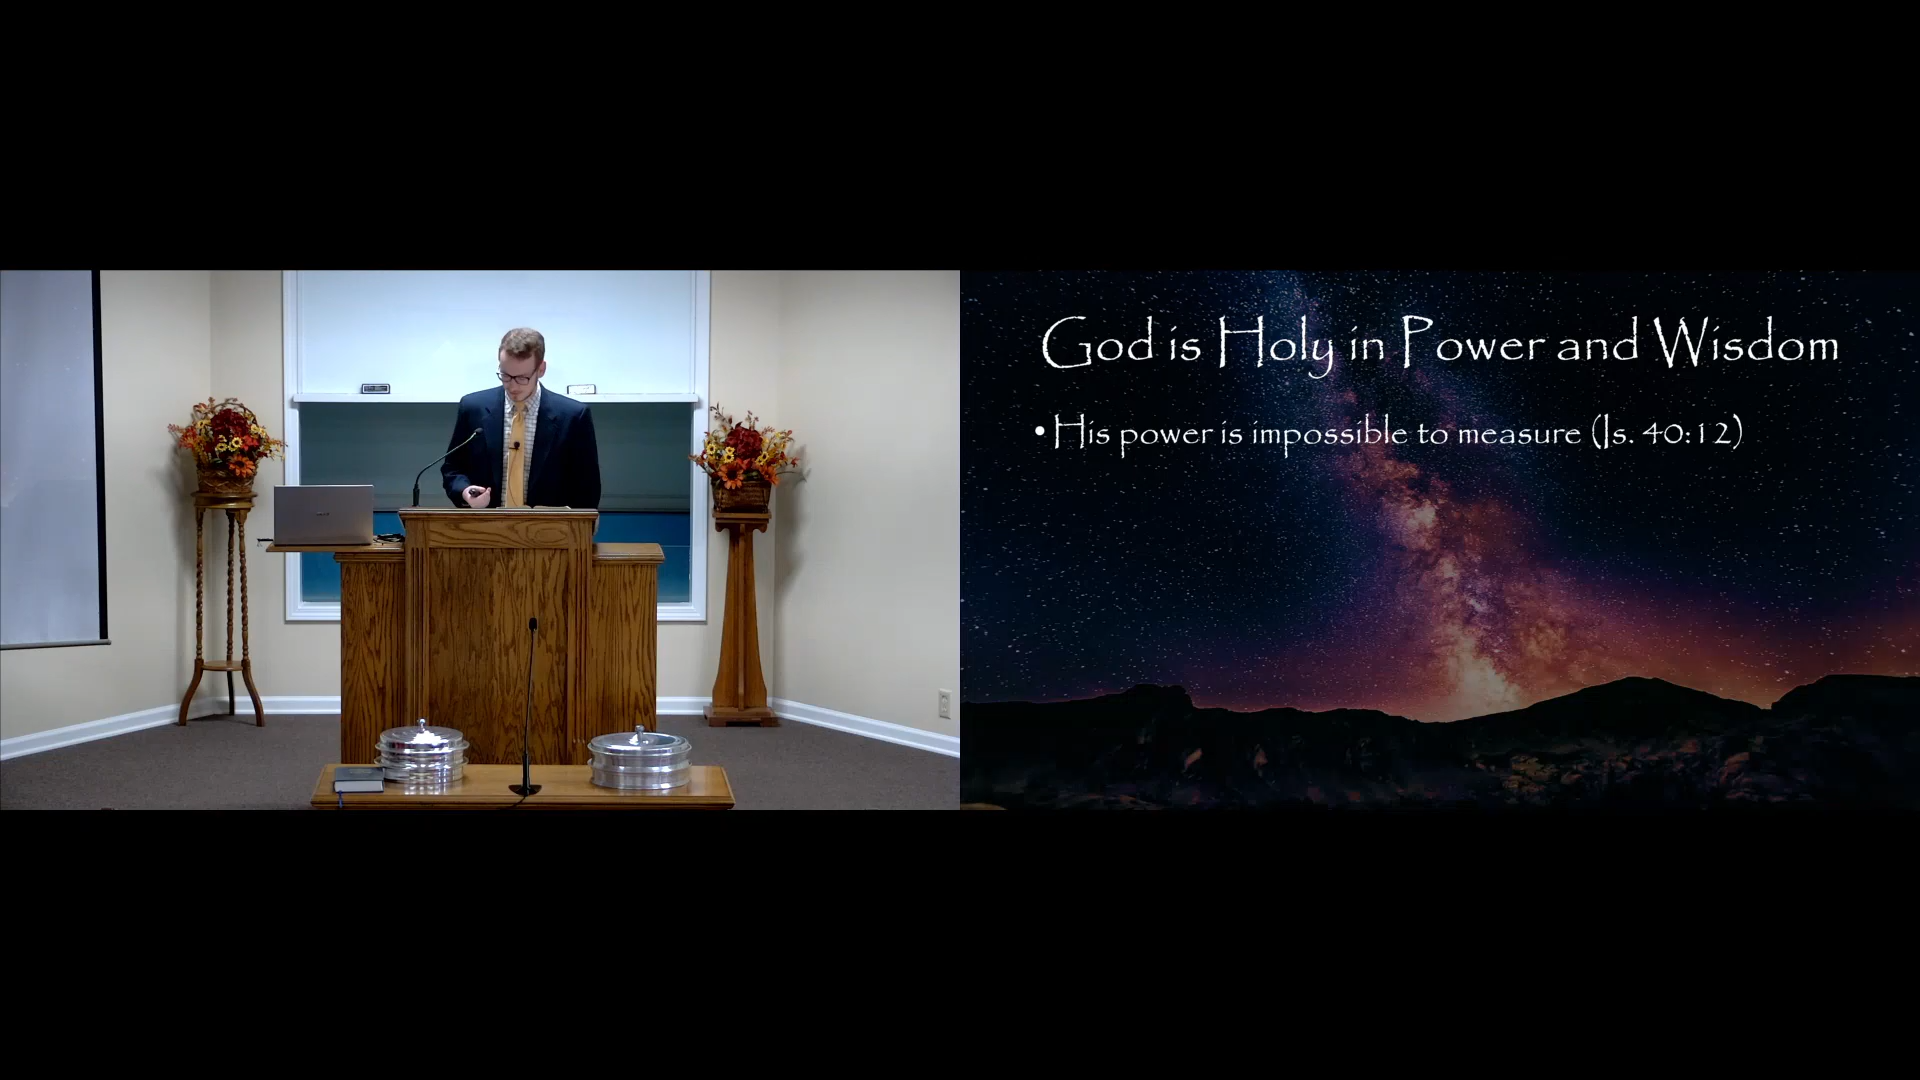 God is Holy in Power and Wisdom
• His power is impossible to measure (Is. 40:12)